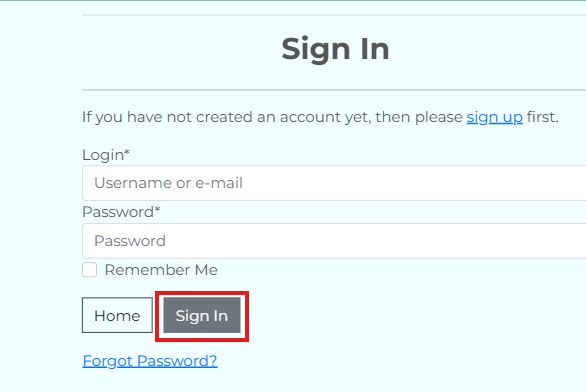 Sign In
If you have not created an account yet, then please sign up first.
Login*
Username or e-mail
Password*
Password
Remember Me
Home Sign In
Forgot Password?